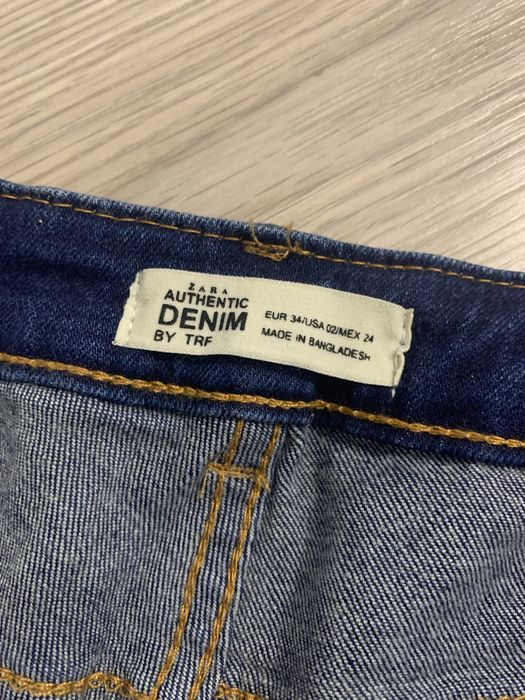 ZARA
AUTHENTIC
DENIM
BY TRF
EUR 34/USA 02/MEX 24
MADE IN BANGLADESH